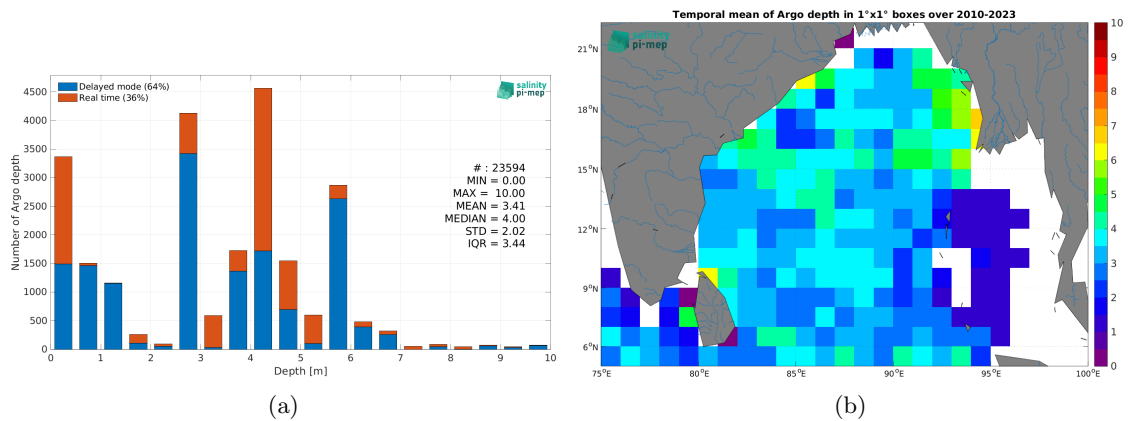 Delayed mode (64%)
Real time (36%)
salinity
pi-mep
# : 23594
MIN = 0.00
MAX = 10.00
MEAN = 3.41
MEDIAN = 4.00
STD = 2.02
IQR = 3.44
Number of Argo depth
4500
4000
3500
3000
2500
2000
1500
1000
500
0
0 1 2 3 4 5 6 7 8 9 10
Depth [m]
(a)
Temporal mean of Argo depth in 1°x1° boxes over 2010-2023
salinity
pi-mep
21°N
18°N
15°N
12°N
9°N
6°N
75°E 80°E 85°E 90°E 95°E 100°E
10
9
8
7
6
5
4
3
2
1
0
(b)